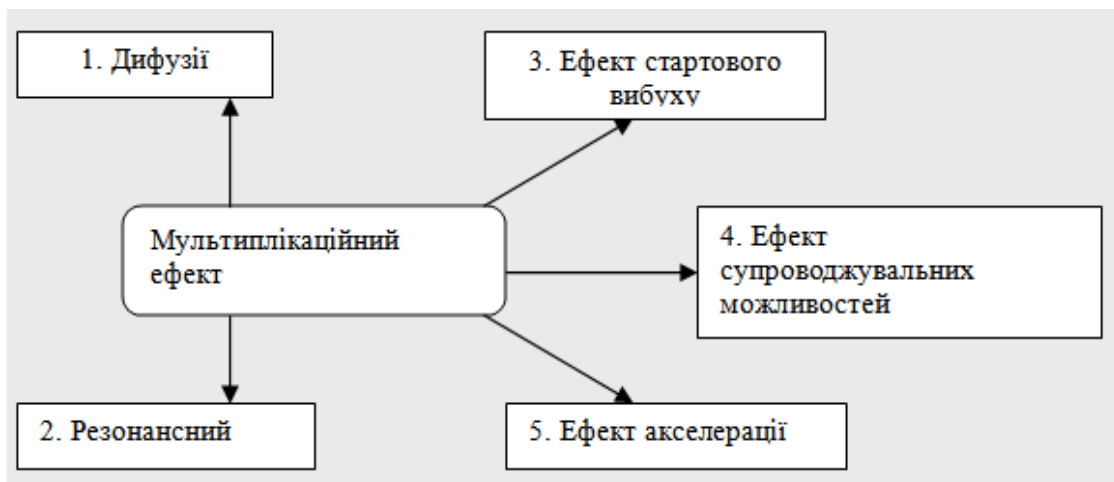 1. Дифузії
3. Ефект стартового
вибуху
Мультиплікаційний
ефект
4. Ефект
супроводжувальних
можливостей
2. Резонансний
5. Ефект акселерації